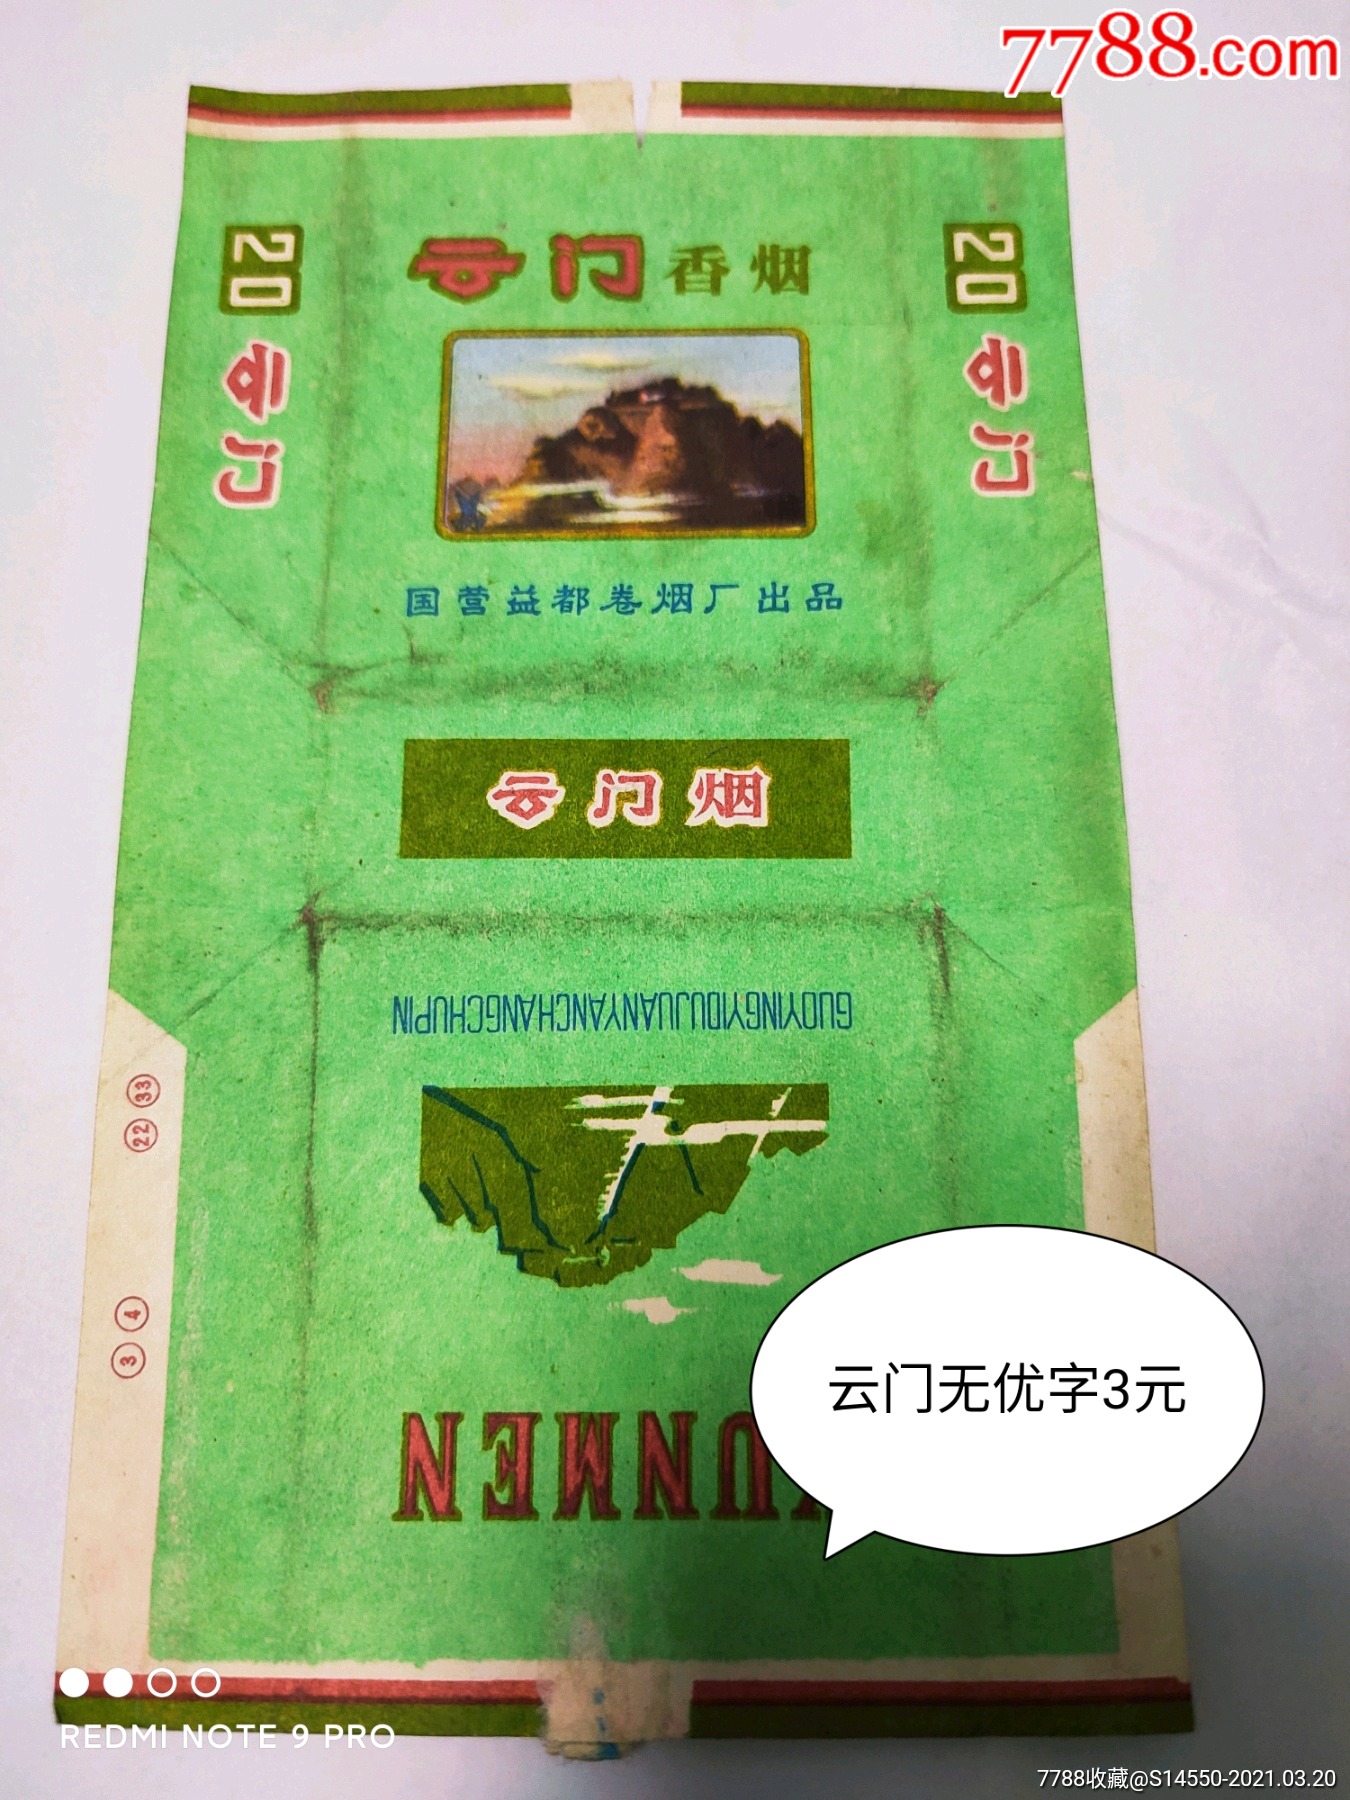 7788.com
云门香烟
20
云门
20
云门
国营益都卷烟厂出品
云门烟
GUOYINGYIDUJUANYANCHANGCHUPIN
33
22
4
3
云门无优字3元
YUNMEN
REDMI NOTE 9 PRO
7788收藏@S14550-2021.03.20